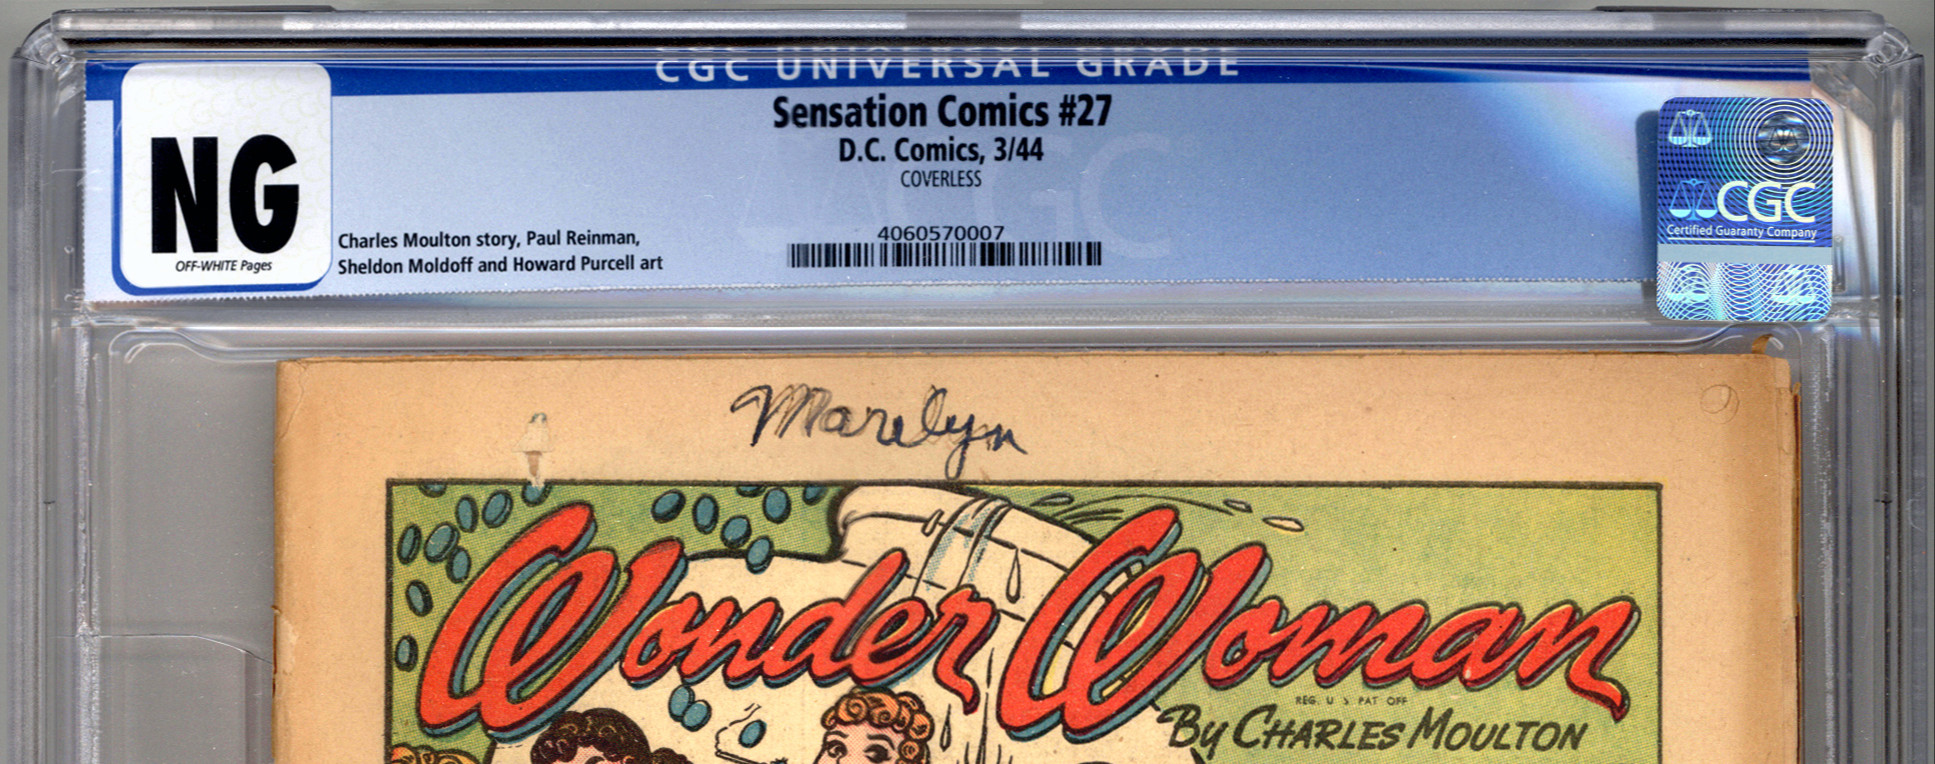 CGC UNIVERSAL GRADE
Sensation Comics #27
D.C. Comics, 3/44
COVERLESS
NG
OFF-WHITE Pages
Charles Moulton story, Paul Reinman,
Sheldon Moldoff and Howard Purcell art
4060570007
CGC
CGC
Certified Guaranty Company
Marilyn
Wonder Woman
REG. U S PAT OFF
By CHARLES MOULTON